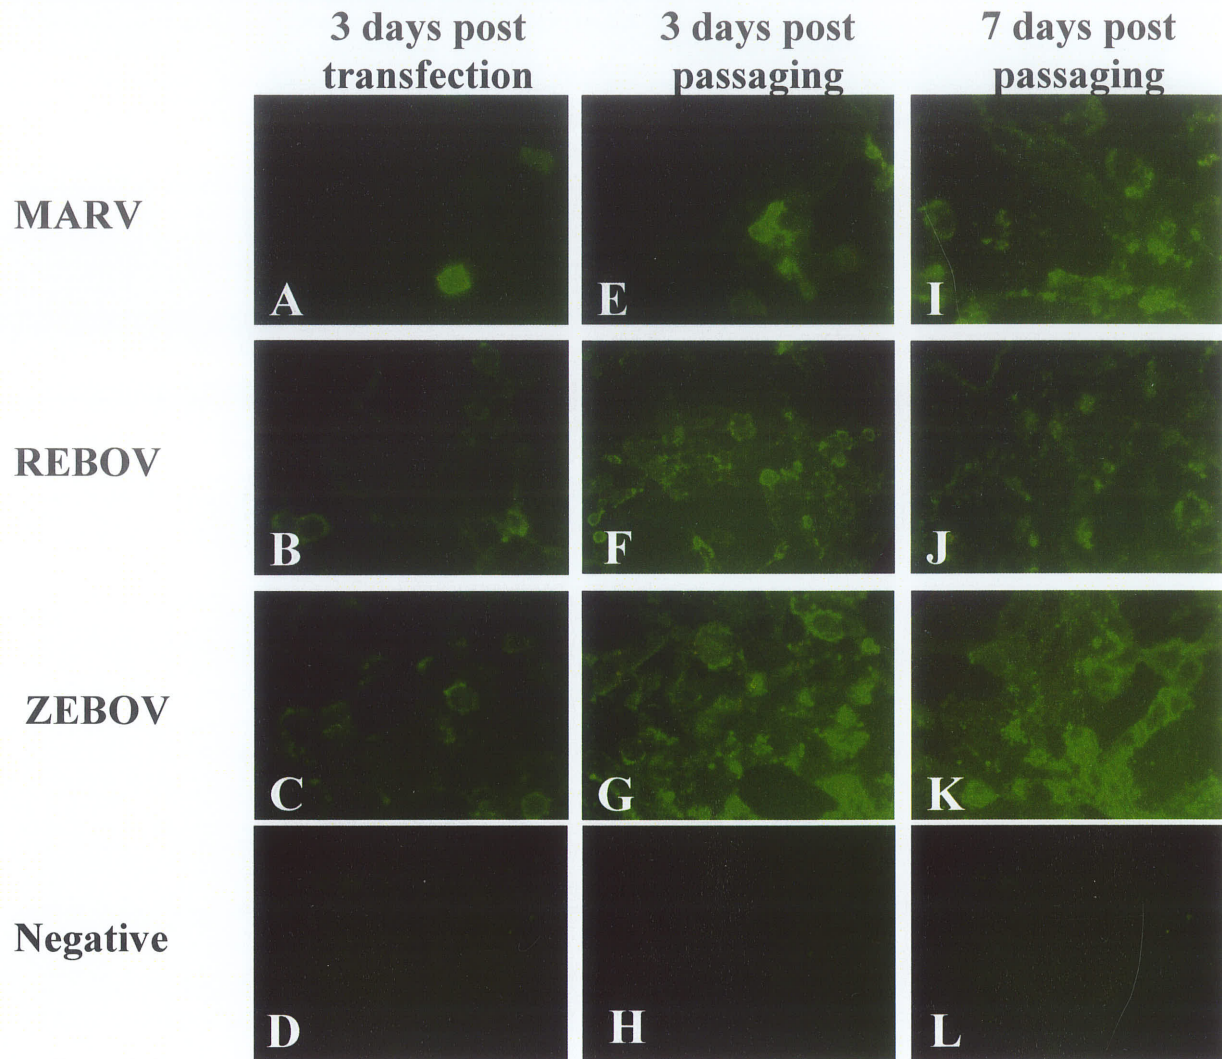 3 days post
transfection
3 days post
passaging
7 days post
passaging
MARV
A
E
I
REBOV
B
F
J
ZEBOV
C
G
K
Negative
D
H
L